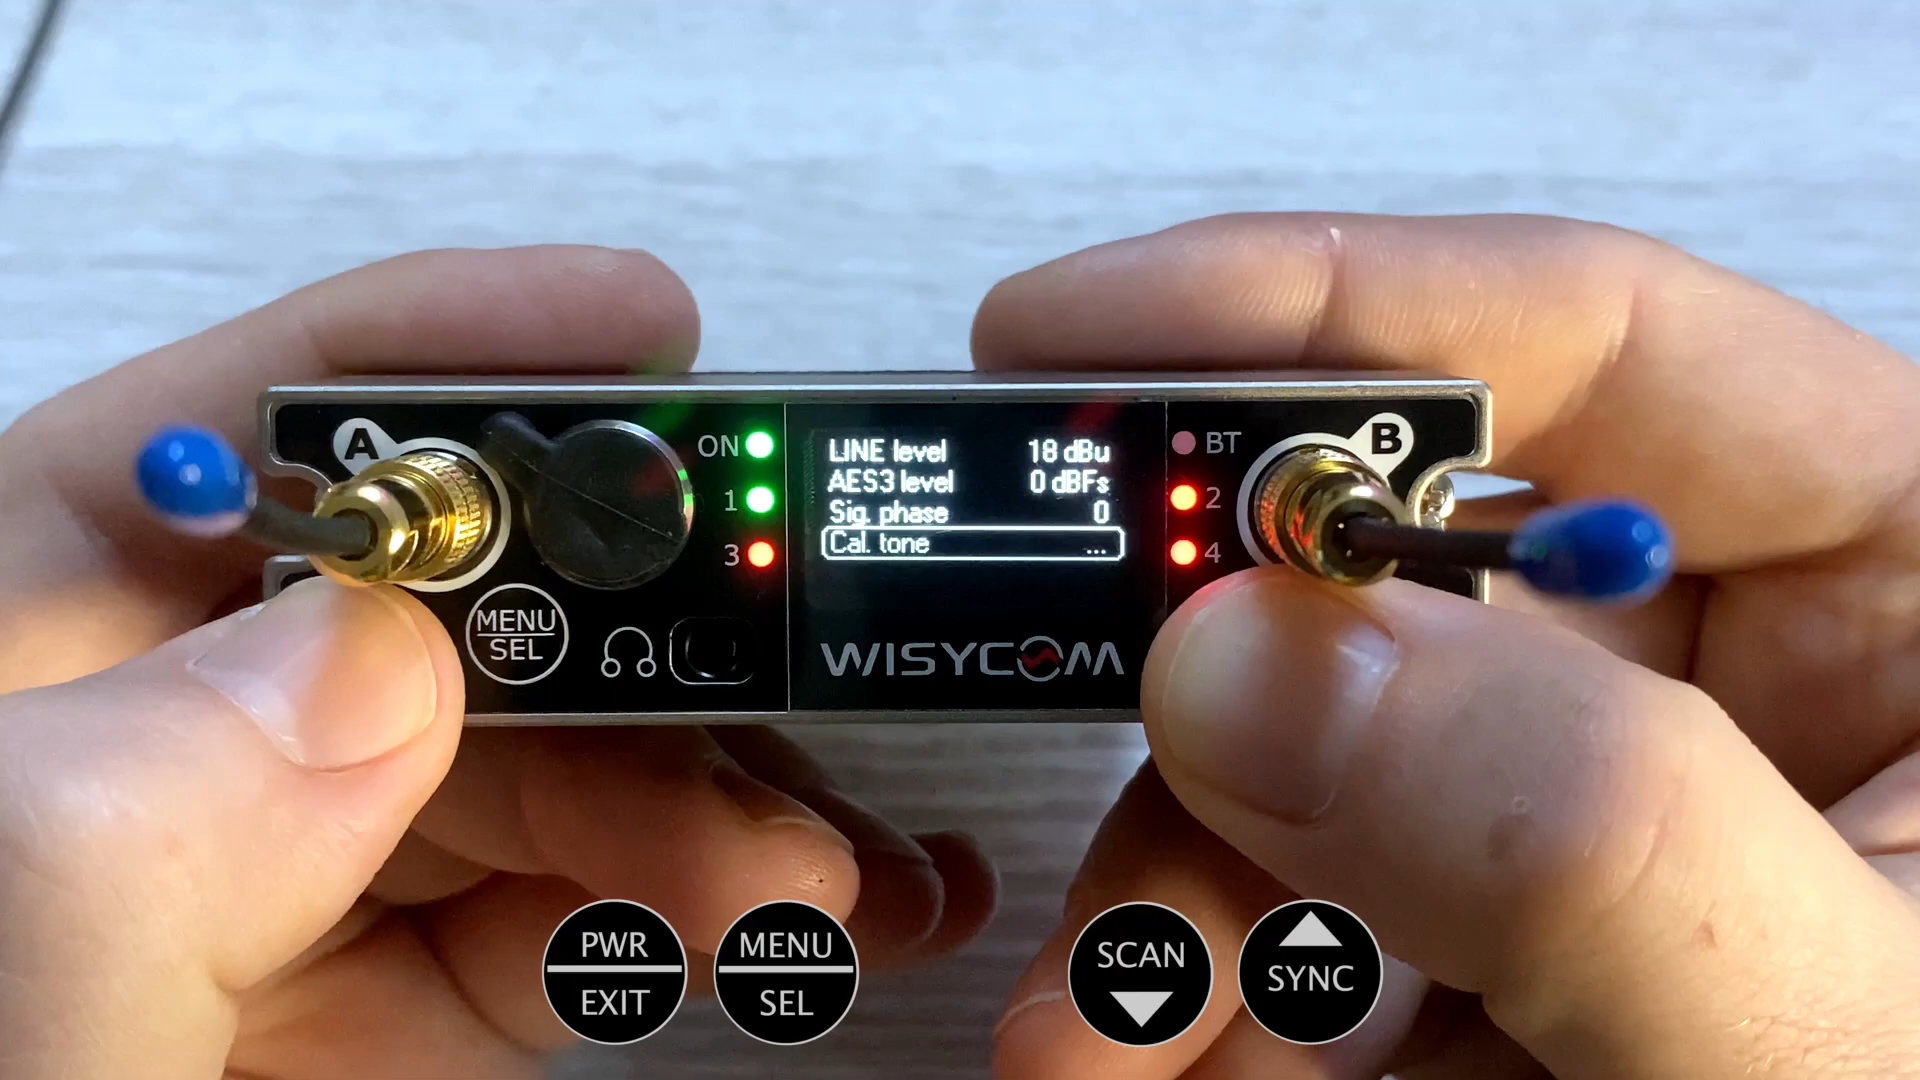 A
ON
1
3
LINE level 18 dBu
AES3 level 0 dBFs
Sig. phase 0
Cal. tone ...
BT
2
4
B
MENU
SEL
WISYCOM
PWR
EXIT
MENU
SEL
SCAN
SYNC